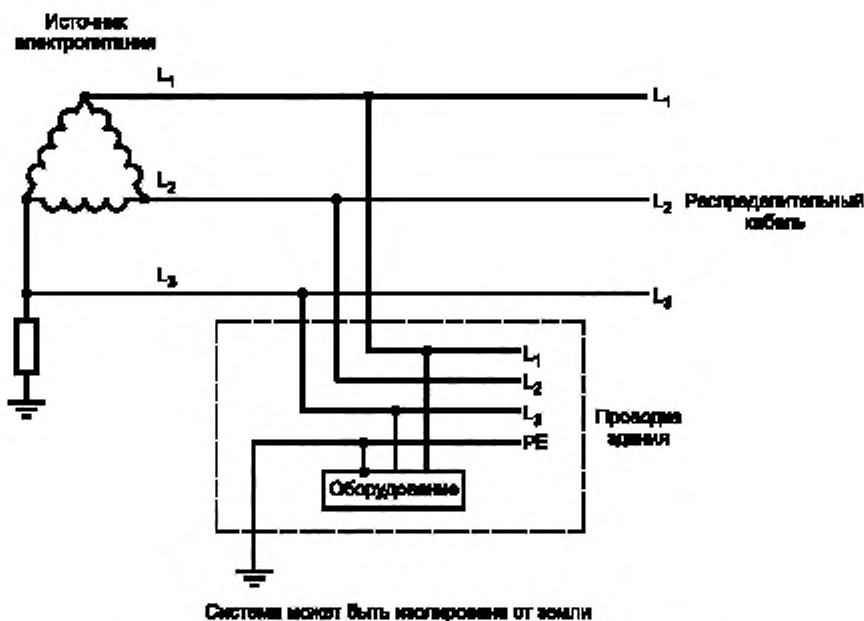 Источник
электропитания
L₁
L₁
L₂
L₂
Распределительный
кабель
L₃
L₃
L₁
L₂
L₃
PE
Проводка
здания
Оборудование
Система может быть изолирована от земли